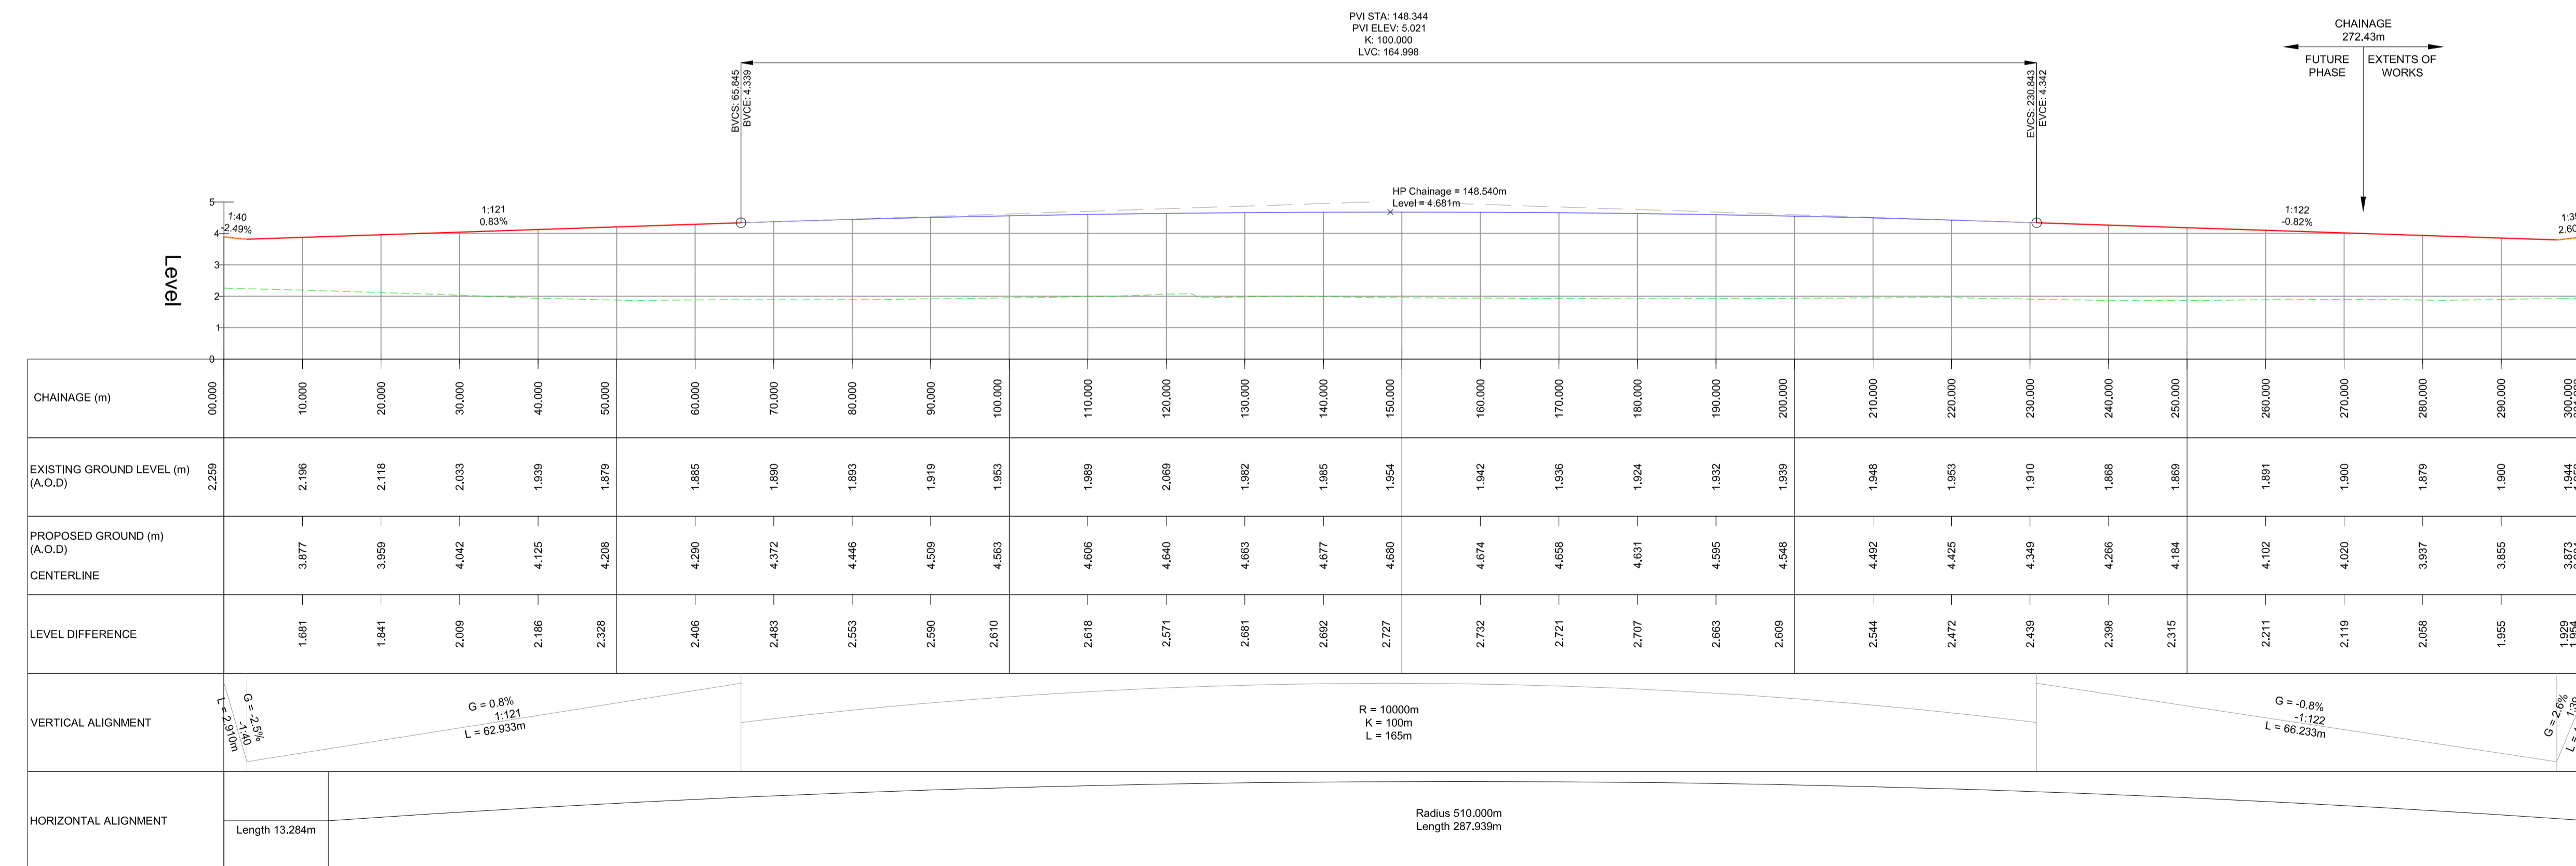 PVI STA: 148.344
PVI ELEV: 5.021
K: 100.000
LVC: 164.998
BVCS: 65.845
BVCE: 4.339
EVCS: 230.843
EVCE: 4.342
CHAINAGE
272.43m
FUTURE
PHASE
EXTENTS OF
WORKS
1:40
-2.49%
1:121
0.83%
HP Chainage = 148.540m
Level = 4.681m
1:122
-0.82%
Level
5
4
3
2
1
0
CHAINAGE (m)
00.000 10.000 20.000 30.000 40.000 50.000 60.000 70.000 80.000 90.000 100.000 110.000 120.000 130.000 140.000 150.000 160.000 170.000 180.000 190.000 200.000 210.000 220.000 230.000 240.000 250.000 260.000 270.000 280.000 290.000 300.000
EXISTING GROUND LEVEL (m)
(A.O.D)
2.259 2.196 2.118 2.033 1.939 1.879 1.885 1.890 1.893 1.919 1.953 1.989 2.069 1.982 1.985 1.954 1.942 1.936 1.924 1.932 1.939 1.948 1.953 1.910 1.868 1.869 1.891 1.900 1.879 1.900 1.944
PROPOSED GROUND (m)
(A.O.D)
CENTERLINE
3.877 3.959 4.042 4.125 4.208 4.290 4.372 4.446 4.509 4.563 4.606 4.640 4.663 4.677 4.680 4.674 4.658 4.631 4.595 4.548 4.492 4.425 4.349 4.266 4.184 4.102 4.020 3.937 3.855 3.873
LEVEL DIFFERENCE
1.681 1.841 2.009 2.186 2.328 2.406 2.483 2.553 2.590 2.610 2.618 2.571 2.681 2.692 2.727 2.732 2.721 2.707 2.663 2.609 2.544 2.472 2.439 2.398 2.315 2.211 2.119 2.058 1.955 1.929 1.954
VERTICAL ALIGNMENT
G = -2.5%
-1:40
L = 2.910m
G = 0.8%
1:121
L = 62.933m
R = 10000m
K = 100m
L = 165m
G = -0.8%
-1:122
L = 66.233m
G = 2.6%
HORIZONTAL ALIGNMENT
Length 13.284m
Radius 510.000m
Length 287.939m